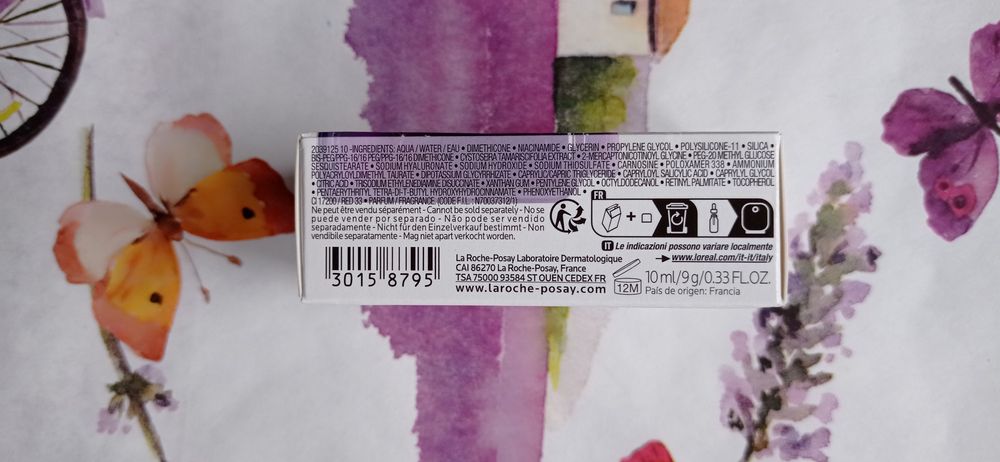 2039125 10 - INGREDIENTS: AQUA / WATER / EAU • DIMETHICONE • NIACINAMIDE • GLYCERIN • PROPYLENE GLYCOL • POLYSILICONE-11 • SILICA •
BIS-PEG/PPG-16/16 PEG/PPG-16/16 DIMETHICONE • CYSTOSEIRA TAMARISCIFOLIA EXTRACT • 2-MERCAPTONICOTINOYL GLYCINE • PEG-20 METHYL GLUCOSE
SESQUISTEARATE • SODIUM HYALURONATE • SODIUM HYDROXIDE • SODIUM THIOSULFATE • CARNOSINE • POLOXAMER 338 • AMMONIUM
POLYACRYLOYLDIMETHYL TAURATE • DIPOTASSIUM GLYCYRRHIZATE • CAPRYLIC/CAPRIC TRIGLYCERIDE • CAPRYLOYL SALICYLIC ACID • CAPRYLYL GLYCOL
• CITRIC ACID • TRISODIUM ETHYLENEDIAMINE DISUCCINATE • XANTHAN GUM • PENTYLENE GLYCOL • OCTYLDODECANOL • RETINYL PALMITATE • TOCOPHEROL
• PENTAERYTHRITYL TETRA-DI-T-BUTYL HYDROXYHYDROCINNAMATE • PHENOXYETHANOL •
CI 17200 / RED 33 • PARFUM / FRAGRANCE (CODE F.I.L. : N70037312/1)
Ne peut être vendu séparément - Cannot be sold separately - No se
puede vender por separado - Não pode ser vendido
separadamente - Nicht für den Einzelverkauf bestimmt - Non
vendibile separatamente - Mag niet apart verkocht worden.
FR
+
IT Le indicazioni possono variare localmente
www.loreal.com/it-it/italy
3015 8795
La Roche-Posay Laboratoire Dermatologique
CAI 86270 La Roche-Posay, France
TSA 75000 93584 ST OUEN CEDEX FR
www.laroche-posay.com
12M
10 ml/9 g/0.33 FL.OZ.
País de origen: Francia